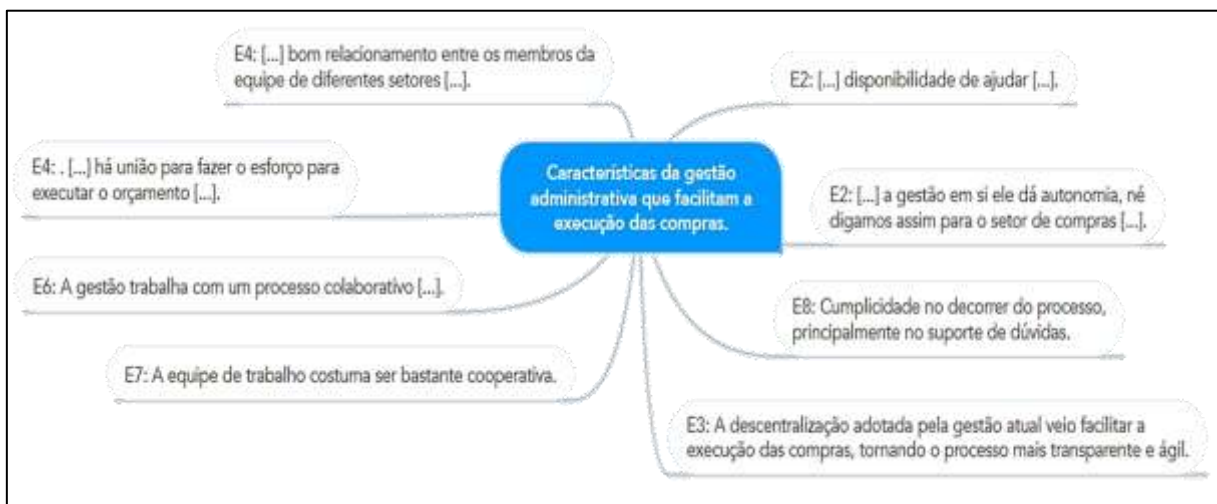 E4: [...] bom relacionamento entre os membros da
equipe de diferentes setores [...].
E2: [...] disponibilidade de ajudar [...].
E4: . [...] há união para fazer o esforço para
executar o orçamento [...].
Características da gestão
administrativa que facilitam a
execução das compras.
E2: [...] a gestão em si ele dá autonomia, né
digamos assim para o setor de compras [...].
E6: A gestão trabalha com um processo colaborativo [...].
E8: Cumplicidade no decorrer do processo,
principalmente no suporte de dúvidas.
E7: A equipe de trabalho costuma ser bastante cooperativa.
E3: A descentralização adotada pela gestão atual veio facilitar a
execução das compras, tornando o processo mais transparente e ágil.